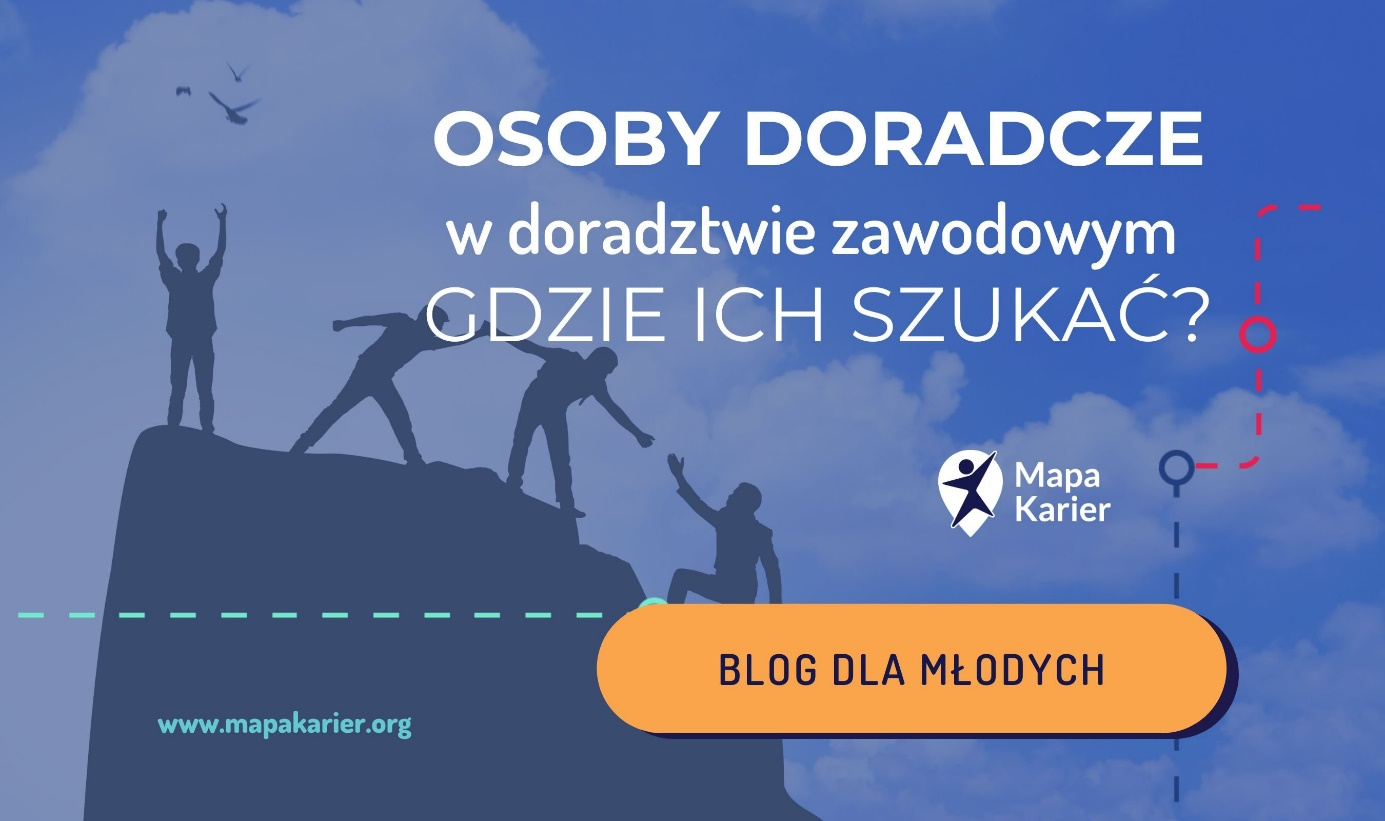 OSOBY DORADCZE
w doradztwie zawodowym
GDZIE ICH SZUKAĆ?
Mapa
Karier
BLOG DLA MŁODYCH
www.mapakarier.org